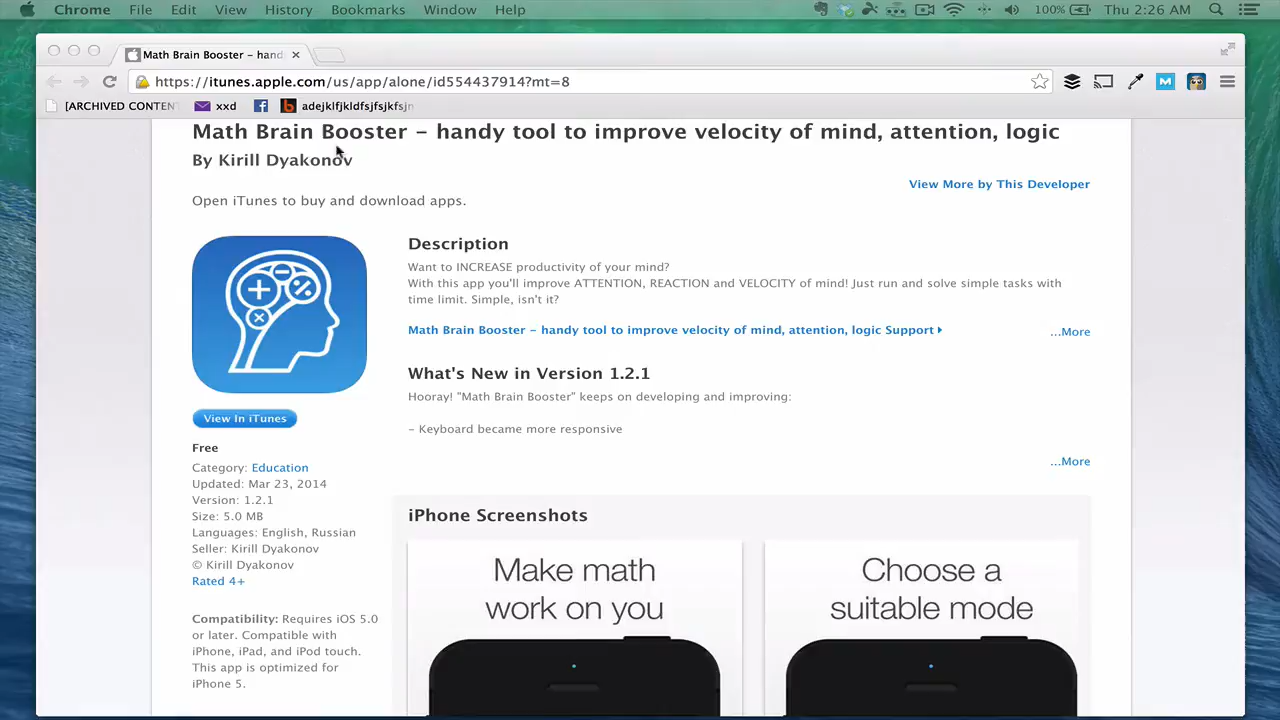 Chrome File Edit View History Bookmarks Window Help 100% Thu 2:26 AM
Math Brain Booster – hand
https://itunes.apple.com/us/app/alone/id554437914?mt=8
[ARCHIVED CONTEN xxd adejklfjkldfsjfsjkfsjn
Math Brain Booster – handy tool to improve velocity of mind, attention, logic
By Kirill Dyakonov
View More by This Developer
Open iTunes to buy and download apps.
Description
Want to INCREASE productivity of your mind?
With this app you'll improve ATTENTION, REACTION and VELOCITY of mind! Just run and solve simple tasks with
time limit. Simple, isn't it?
Math Brain Booster – handy tool to improve velocity of mind, attention, logic Support
...More
What's New in Version 1.2.1
Hooray! "Math Brain Booster" keeps on developing and improving:
– Keyboard became more responsive
...More
View In iTunes
Free
Category: Education
Updated: Mar 23, 2014
Version: 1.2.1
Size: 5.0 MB
Languages: English, Russian
Seller: Kirill Dyakonov
© Kirill Dyakonov
Rated 4+
Compatibility: Requires iOS 5.0
or later. Compatible with
iPhone, iPad, and iPod touch.
This app is optimized for
iPhone 5.
iPhone Screenshots
Make math
work on you
Choose a
suitable mode